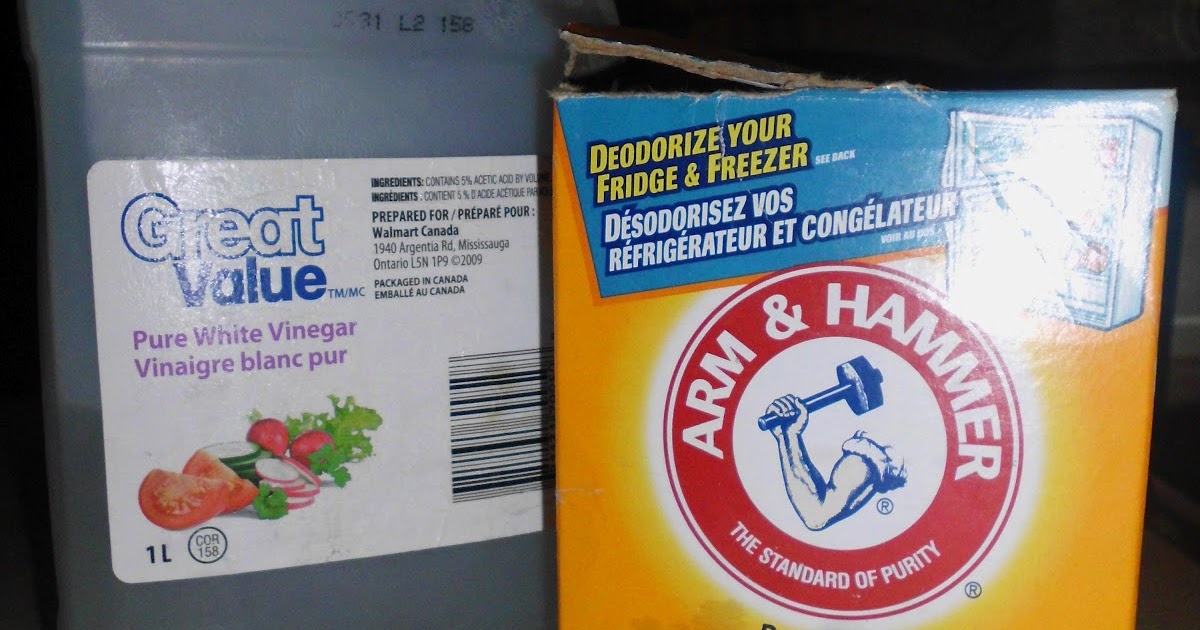 L2 158
Great
Value TM/MC
Pure White Vinegar
Vinaigre blanc pur
INGREDIENTS: CONTAINS 5% ACETIC ACID BY
INGRÉDIENTS : CONTIENT 5 % D'ACIDE ACÉTIQUE
PREPARED FOR / PRÉPARÉ POUR :
Walmart Canada
1940 Argentia Rd, Mississauga
Ontario L5N 1P9 ©2009
PACKAGED IN CANADA
EMBALLÉ AU CANADA
1 L
COR
158
DEODORIZE YOUR
FRIDGE & FREEZER SEE BACK
DÉSODORISEZ VOS
RÉFRIGÉRATEUR ET CONGÉLATEUR
VOIR AU DOS
ARM & HAMMER
®
THE STANDARD OF PURITY
®